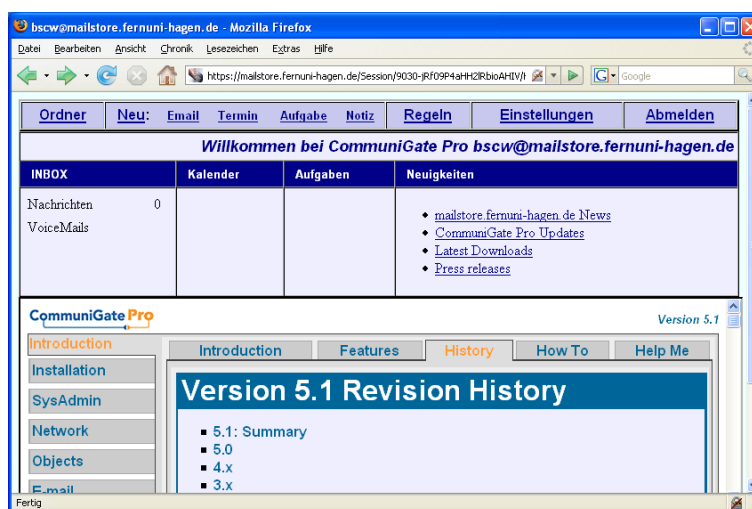 bscw@mailstore.fernuni-hagen.de - Mozilla Firefox
Datei Bearbeiten Ansicht Chronik Lesezeichen Extras Hilfe
https://mailstore.fernuni-hagen.de/Session/9030-jRf09P4aHH2lRbioAHIV/ Google
Ordner Neu: Email Termin Aufgabe Notiz Regeln Einstellungen Abmelden
Willkommen bei CommuniGate Pro bscw@mailstore.fernuni-hagen.de
INBOX Kalender Aufgaben Neuigkeiten
Nachrichten 0
VoiceMails
mailstore.fernuni-hagen.de News
CommuniGate Pro Updates
Latest Downloads
Press releases
CommuniGate Pro
Version 5.1
Introduction
Installation
SysAdmin
Network
Objects
E-mail
Introduction Features History How To Help Me
Version 5.1 Revision History
5.1: Summary
5.0
4.x
3.x
Fertig